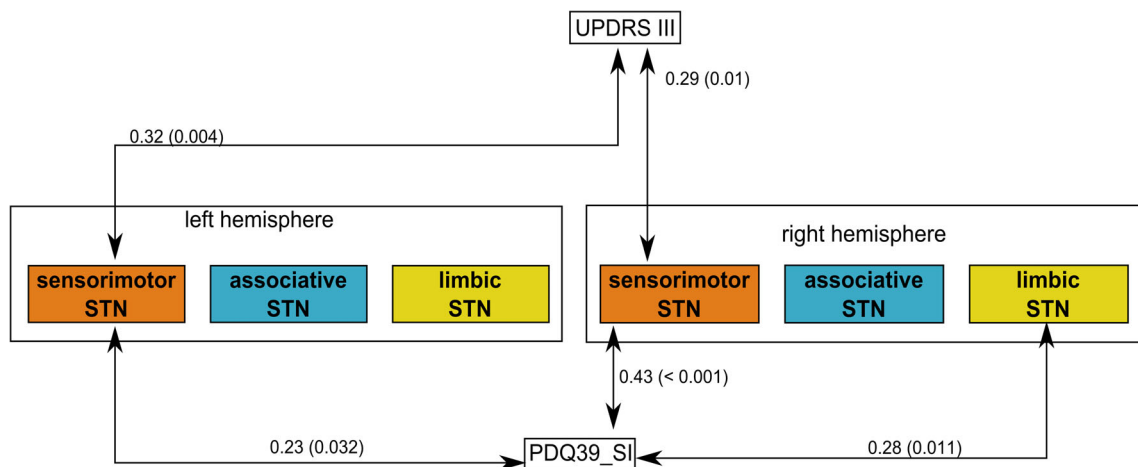 UPDRS III
0.29 (0.01)
0.32 (0.004)
left hemisphere
right hemisphere
sensorimotor
STN
associative
STN
limbic
STN
sensorimotor
STN
associative
STN
limbic
STN
0.43 (< 0.001)
0.23 (0.032)
PDQ39_SI
0.28 (0.011)